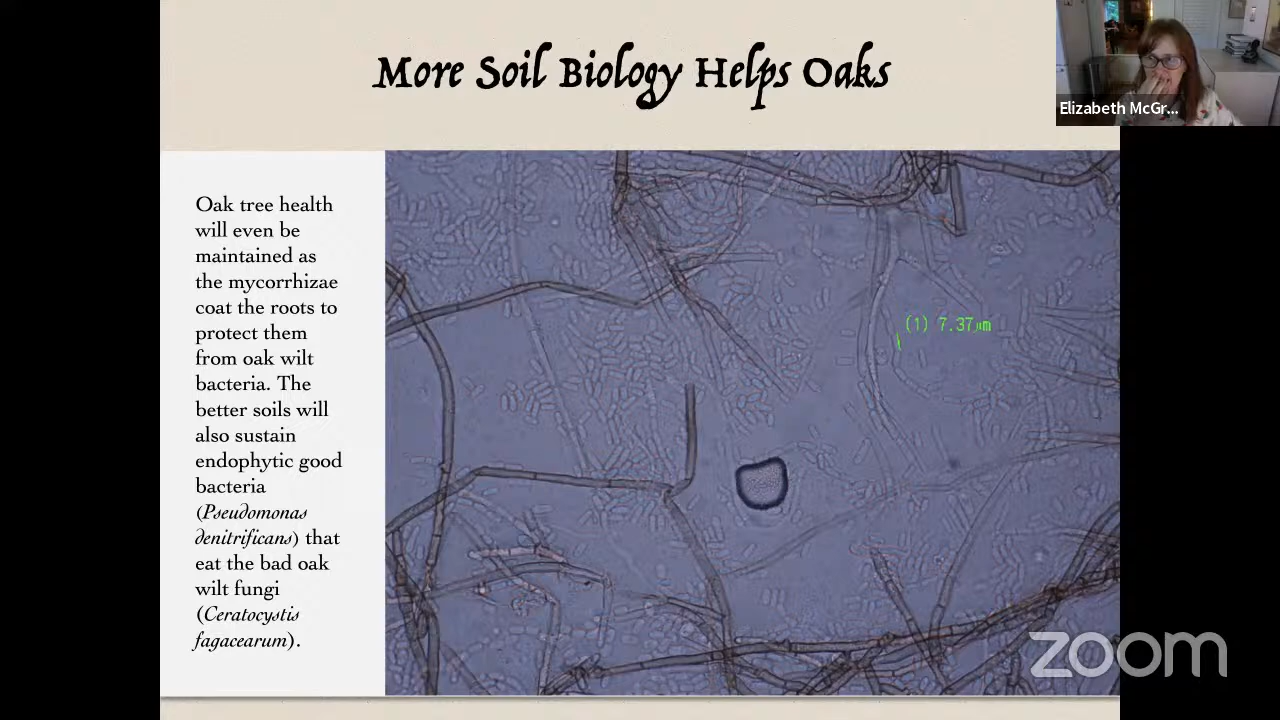 More Soil Biology Helps Oaks
Elizabeth McGr...
Oak tree health
will even be
maintained as
the mycorrhizae
coat the roots to
protect them
from oak wilt
bacteria. The
better soils will
also sustain
endophytic good
bacteria
(Pseudomonas
denitrificans) that
eat the bad oak
wilt fungi
(Ceratocystis
fagacearum).
(1) 7.37µm
zoom